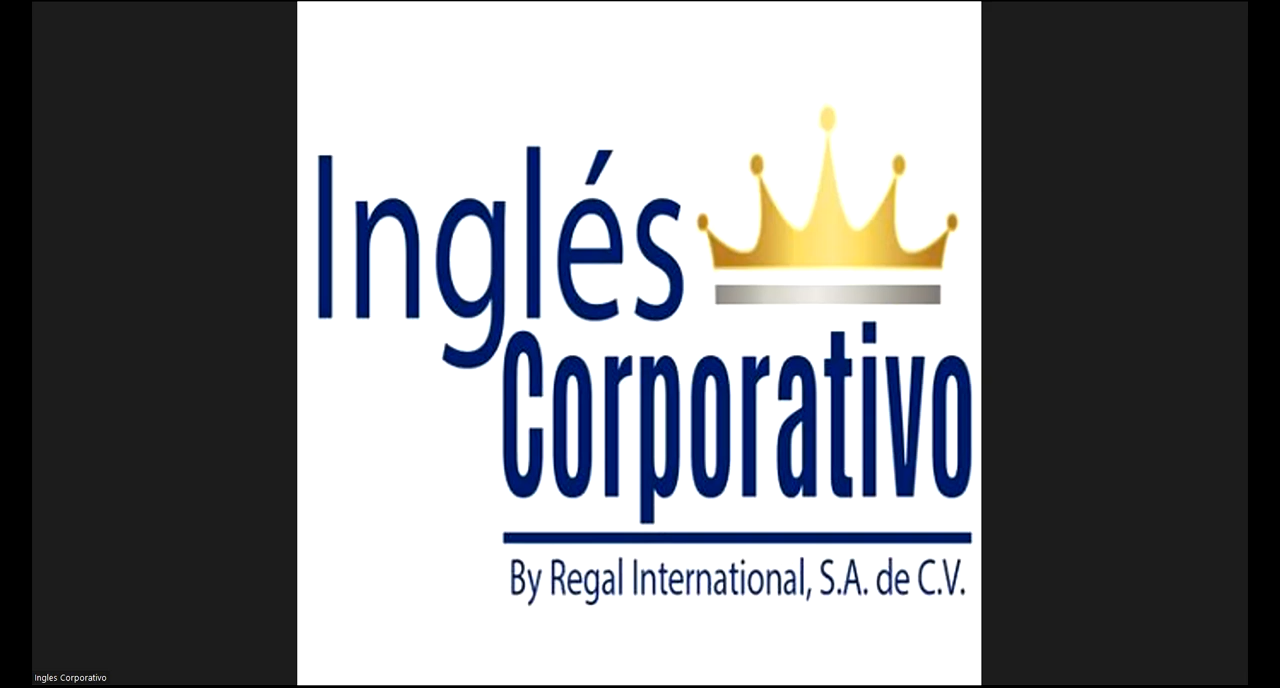 Inglés
Corporativo
By Regal International, S.A. de C.V.
Ingles Corporativo